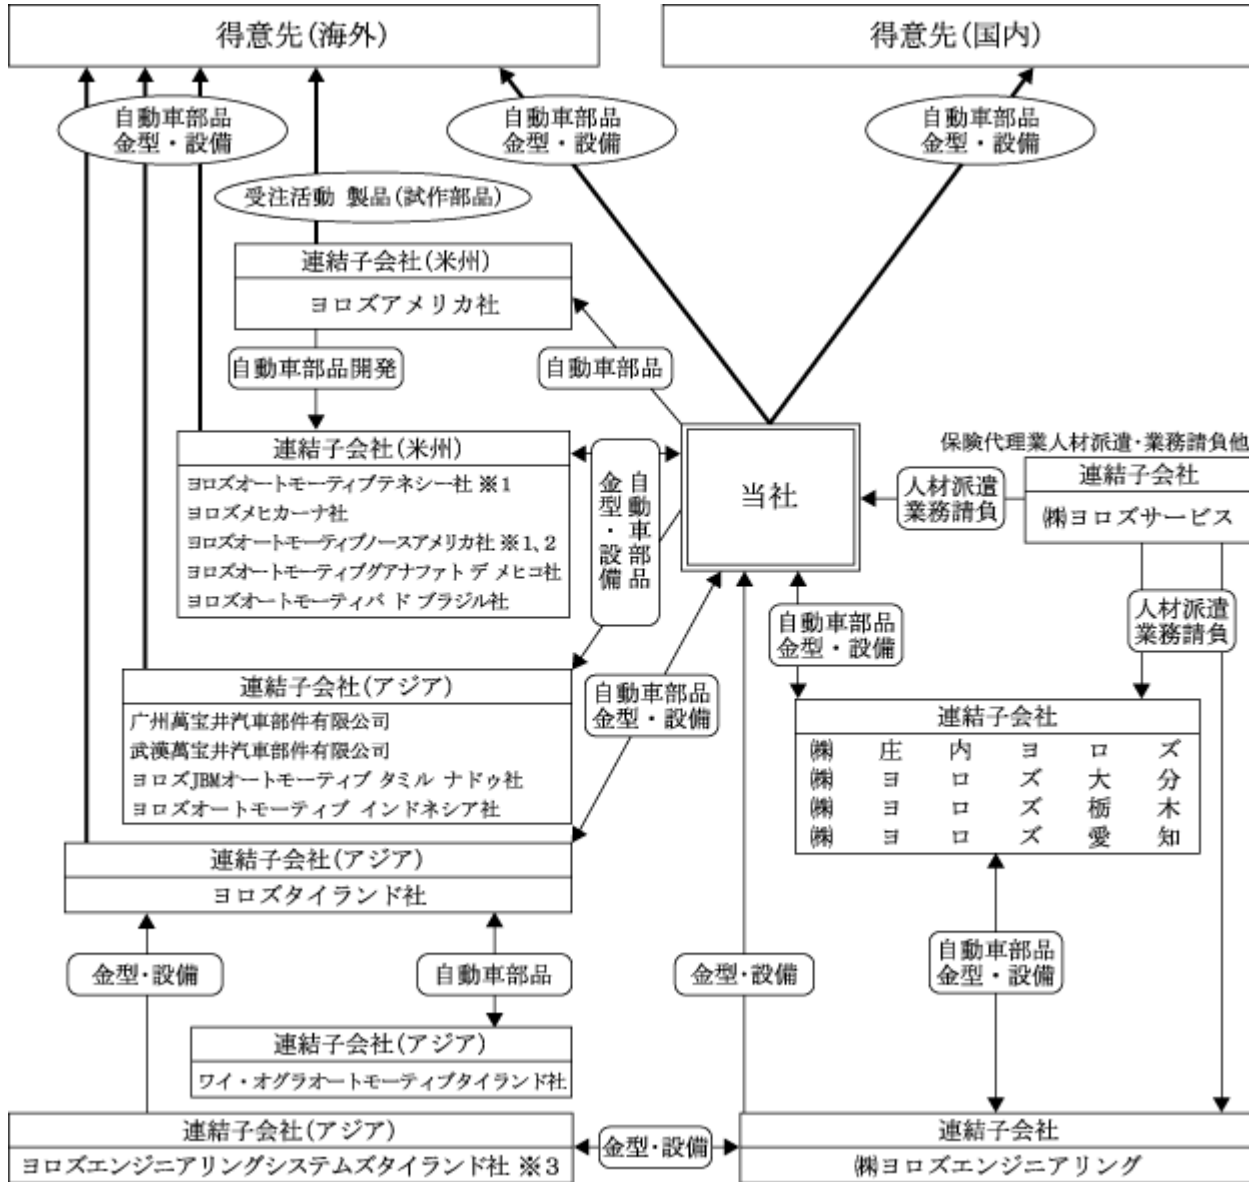 得意先(海外)
得意先(国内)
自動車部品
金型・設備
自動車部品
金型・設備
自動車部品
金型・設備
受注活動 製品(試作部品)
連結子会社(米州)
ヨロズアメリカ社
自動車部品開発
自動車部品
連結子会社(米州)
ヨロズオートモーティブテネシー社 ※1
ヨロズメヒカーナ社
ヨロズオートモーティブノースアメリカ社 ※1、2
ヨロズオートモーティブグアナファト デ メヒコ社
ヨロズオートモーティバ ド ブラジル社
自動車部品
金型・設備
当社
保険代理業人材派遣・業務請負他
連結子会社
㈱ヨロズサービス
人材派遣
業務請負
人材派遣
業務請負
自動車部品
金型・設備
連結子会社(アジア)
广州萬宝井汽車部件有限公司
武漢萬宝井汽車部件有限公司
ヨロズJBMオートモーティブ タミル ナドゥ社
ヨロズオートモーティブ インドネシア社
自動車部品
金型・設備
連結子会社
㈱庄内ヨロズ
㈱ヨロズ大分
㈱ヨロズ栃木
㈱ヨロズ愛知
連結子会社(アジア)
ヨロズタイランド社
金型・設備
自動車部品
金型・設備
自動車部品
金型・設備
連結子会社(アジア)
ワイ・オグラオートモーティブタイランド社
連結子会社(アジア)
ヨロズエンジニアリングシステムズタイランド社 ※3
金型・設備
連結子会社
㈱ヨロズエンジニアリング